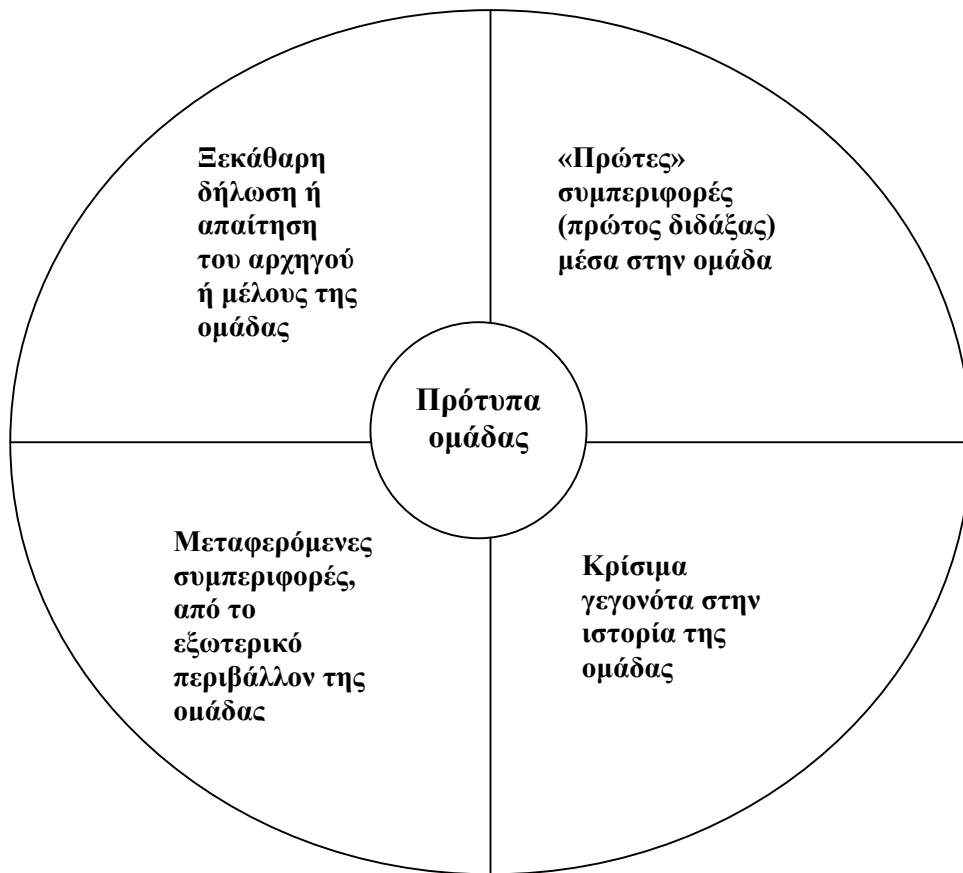 Ξεκάθαρη
δήλωση ή
απαίτηση
του αρχηγού
ή μέλους της
ομάδας
«Πρώτες»
συμπεριφορές
(πρώτος διδάξας)
μέσα στην ομάδα
Πρότυπα
ομάδας
Μεταφερόμενες
συμπεριφορές,
από το
εξωτερικό
περιβάλλον της
ομάδας
Κρίσιμα
γεγονότα στην
ιστορία της
ομάδας